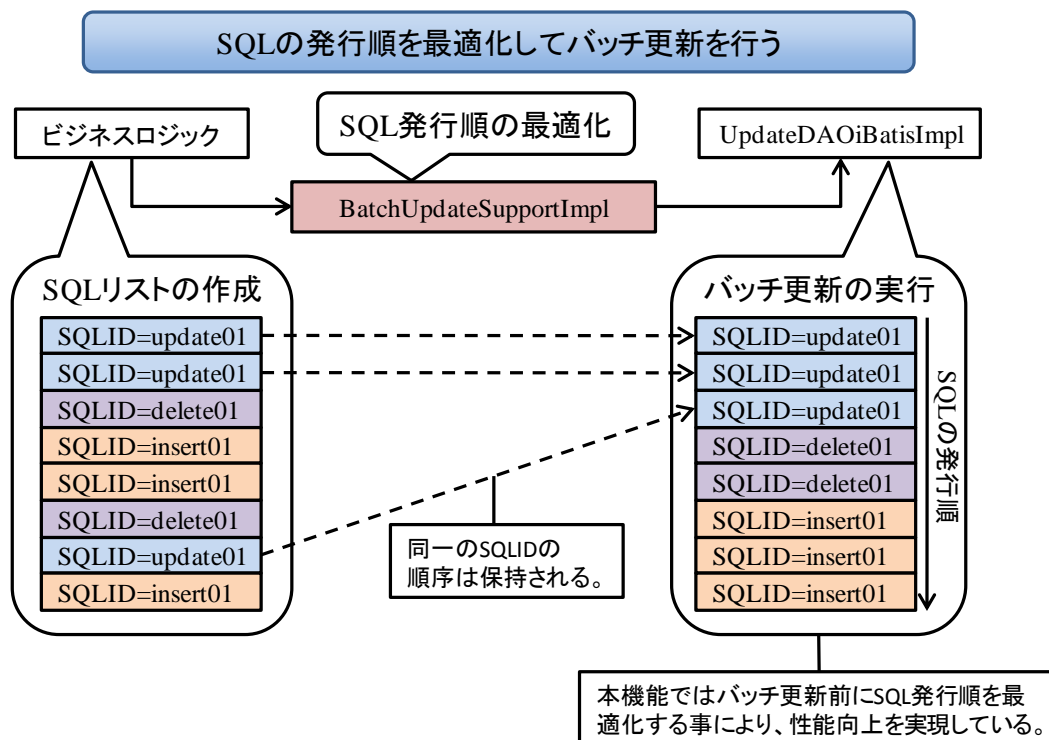 SQLの発行順を最適化してバッチ更新を行う
ビジネスロジック
SQL発行順の最適化
UpdateDAOiBatisImpl
BatchUpdateSupportImpl
SQLリストの作成
SQLID=update01
SQLID=update01
SQLID=delete01
SQLID=insert01
SQLID=insert01
SQLID=delete01
SQLID=update01
SQLID=insert01
同一のSQLIDの
順序は保持される。
バッチ更新の実行
SQLID=update01
SQLID=update01
SQLID=update01
SQLID=delete01
SQLID=delete01
SQLID=insert01
SQLID=insert01
SQLID=insert01
SQLの発行順
本機能ではバッチ更新前にSQL発行順を最
適化する事により、性能向上を実現している。